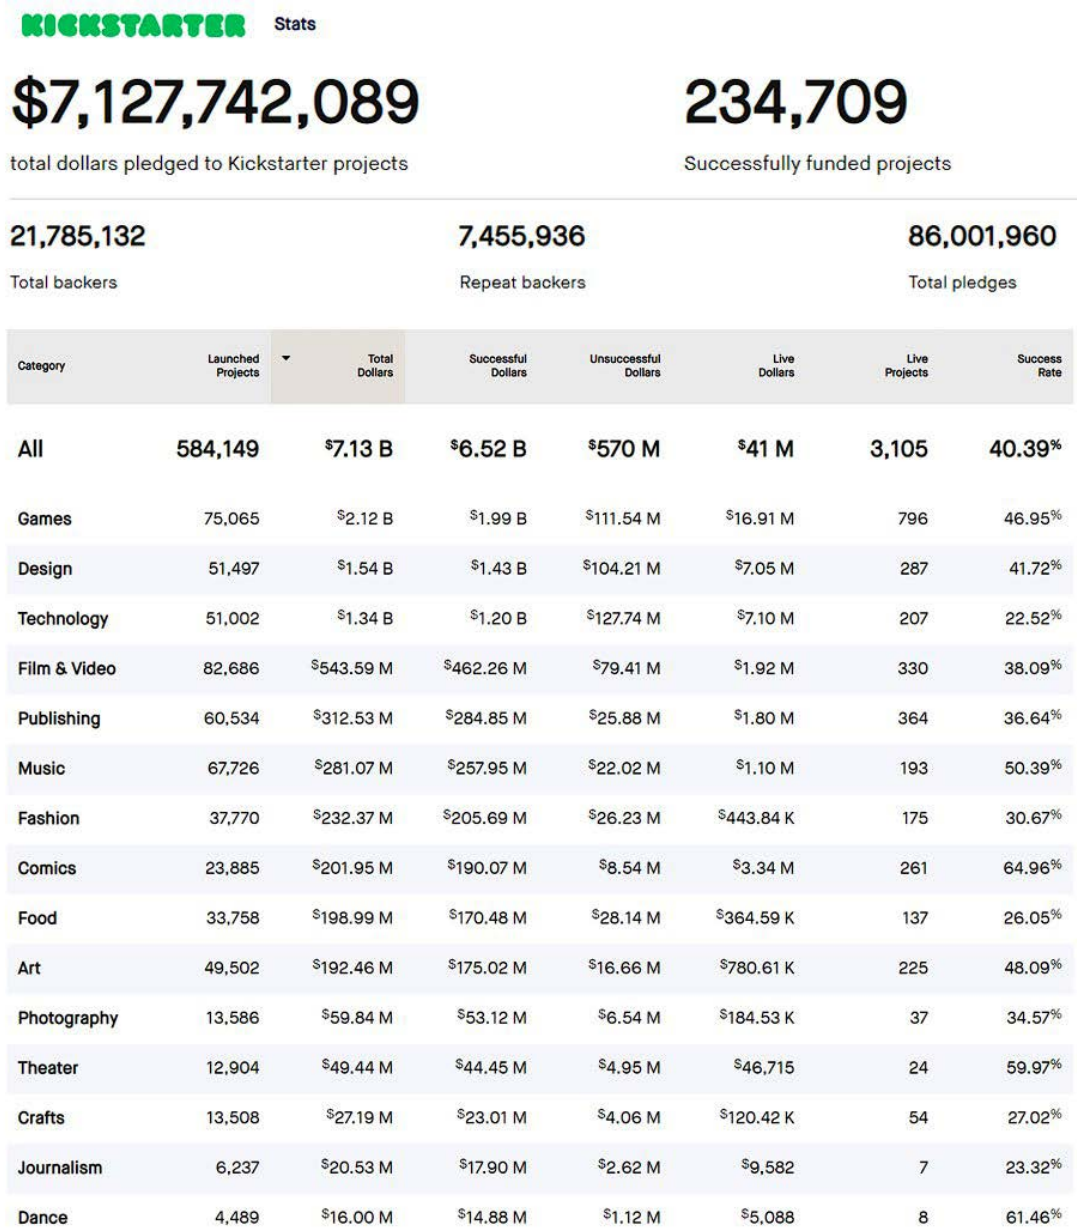 KICKSTARTER Stats
$7,127,742,089 234,709
total dollars pledged to Kickstarter projects Successfully funded projects
21,785,132 7,455,936 86,001,960
Total backers Repeat backers Total pledges
Category Launched Projects Total Dollars Successful Dollars Unsuccessful Dollars Live Dollars Live Projects Success Rate
All 584,149 $7.13 B $6.52 B $570 M $41 M 3,105 40.39%
Games 75,065 $2.12 B $1.99 B $111.54 M $16.91 M 796 46.95%
Design 51,497 $1.54 B $1.43 B $104.21 M $7.05 M 287 41.72%
Technology 51,002 $1.34 B $1.20 B $127.74 M $7.10 M 207 22.52%
Film & Video 82,686 $543.59 M $462.26 M $79.41 M $1.92 M 330 38.09%
Publishing 60,534 $312.53 M $284.85 M $25.88 M $1.80 M 364 36.64%
Music 67,726 $281.07 M $257.95 M $22.02 M $1.10 M 193 50.39%
Fashion 37,770 $232.37 M $205.69 M $26.23 M $443.84 K 175 30.67%
Comics 23,885 $201.95 M $190.07 M $8.54 M $3.34 M 261 64.96%
Food 33,758 $198.99 M $170.48 M $28.14 M $364.59 K 137 26.05%
Art 49,502 $192.46 M $175.02 M $16.66 M $780.61 K 225 48.09%
Photography 13,586 $59.84 M $53.12 M $6.54 M $184.53 K 37 34.57%
Theater 12,904 $49.44 M $44.45 M $4.95 M $46,715 24 59.97%
Crafts 13,508 $27.19 M $23.01 M $4.06 M $120.42 K 54 27.02%
Journalism 6,237 $20.53 M $17.90 M $2.62 M $9,582 7 23.32%
Dance 4,489 $16.00 M $14.88 M $1.12 M $5,088 8 61.46%